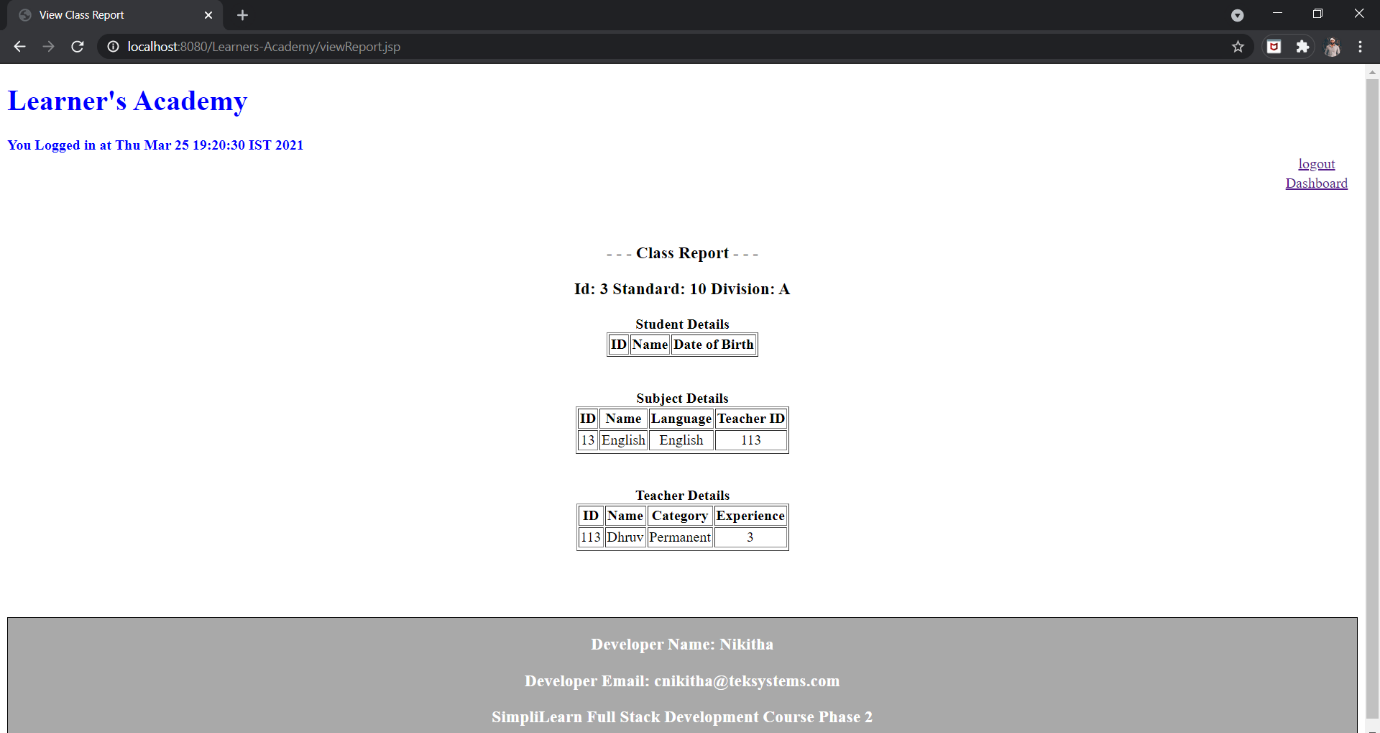 View Class Report
localhost:8080/Learners-Academy/viewReport.jsp
Learner's Academy
You Logged in at Thu Mar 25 19:20:30 IST 2021
logout
Dashboard
- - - Class Report - - -
Id: 3 Standard: 10 Division: A
Student Details
ID Name Date of Birth
Subject Details
ID Name Language Teacher ID
13 English English 113
Teacher Details
ID Name Category Experience
113 Dhruv Permanent 3
Developer Name: Nikitha
Developer Email: cnikitha@teksystems.com
SimpliLearn Full Stack Development Course Phase 2